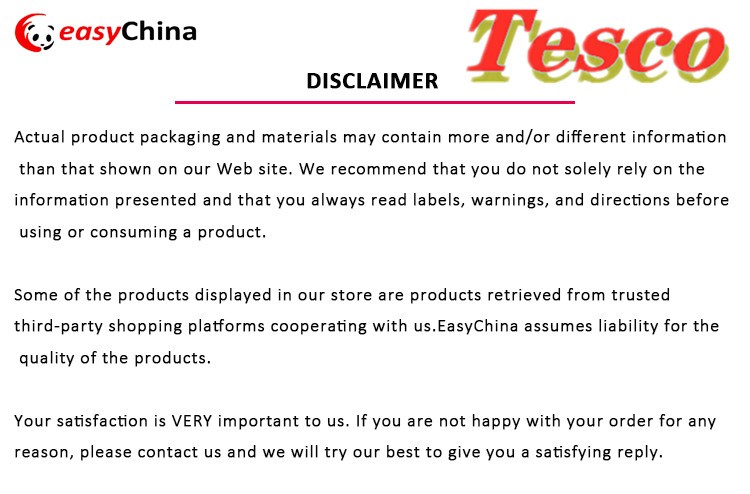 easyChina
Tesco
DISCLAIMER
Actual product packaging and materials may contain more and/or different information
than that shown on our Web site. We recommend that you do not solely rely on the
information presented and that you always read labels, warnings, and directions before
using or consuming a product.
Some of the products displayed in our store are products retrieved from trusted
third-party shopping platforms cooperating with us.EasyChina assumes liability for the
quality of the products.
Your satisfaction is VERY important to us. If you are not happy with your order for any
reason, please contact us and we will try our best to give you a satisfying reply.